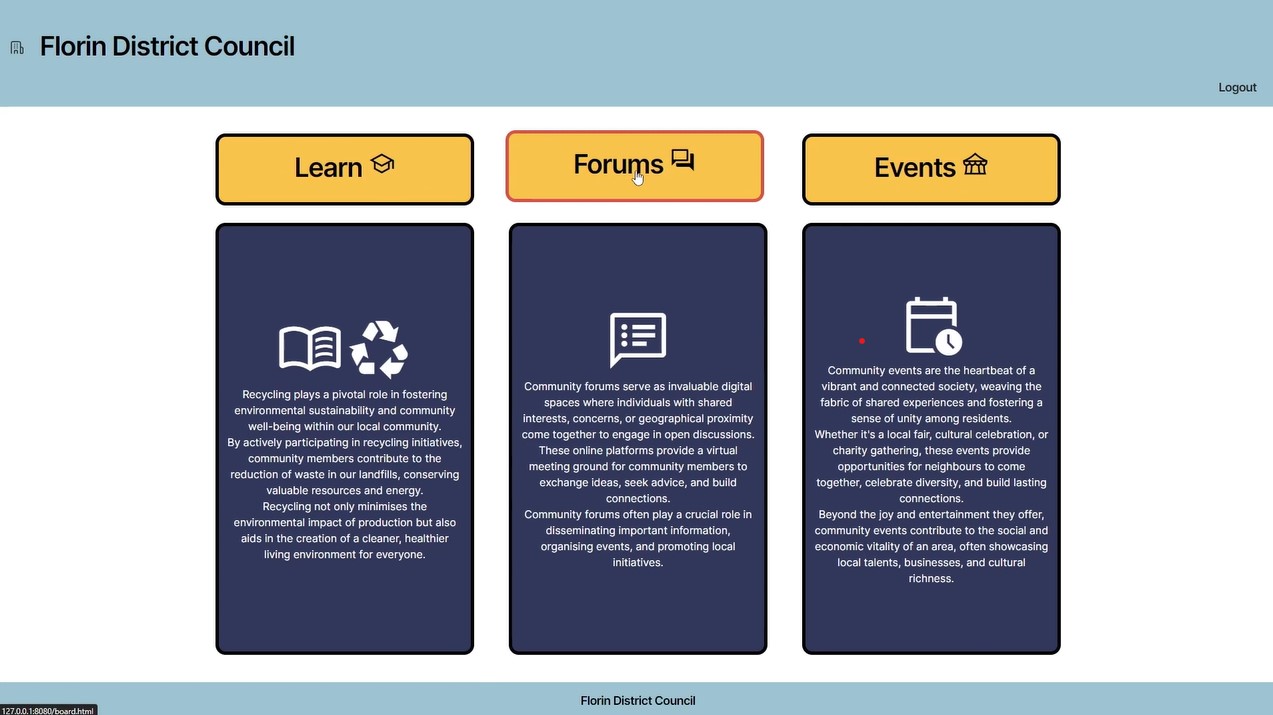 Florin District Council
Logout
Learn
Forums
Events
Recycling plays a pivotal role in fostering
environmental sustainability and community
well-being within our local community.
By actively participating in recycling initiatives,
community members contribute to the
reduction of waste in our landfills, conserving
valuable resources and energy.
Recycling not only minimises the
environmental impact of production but also
aids in the creation of a cleaner, healthier
living environment for everyone.
Community forums serve as invaluable digital
spaces where individuals with shared
interests, concerns, or geographical proximity
come together to engage in open discussions.
These online platforms provide a virtual
meeting ground for community members to
exchange ideas, seek advice, and build
connections.
Community forums often play a crucial role in
disseminating important information,
organising events, and promoting local
initiatives.
Community events are the heartbeat of a
vibrant and connected society, weaving the
fabric of shared experiences and fostering a
sense of unity among residents.
Whether it's a local fair, cultural celebration, or
charity gathering, these events provide
opportunities for neighbours to come
together, celebrate diversity, and build lasting
connections.
Beyond the joy and entertainment they offer,
community events contribute to the social and
economic vitality of an area, often showcasing
local talents, businesses, and cultural
richness.
Florin District Council
127.0.0.1:8080/board.html